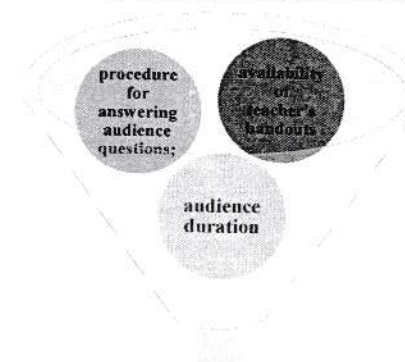 procedure
for
answering
audience
questions;
availability
of
teacher's
handouts
audience
duration